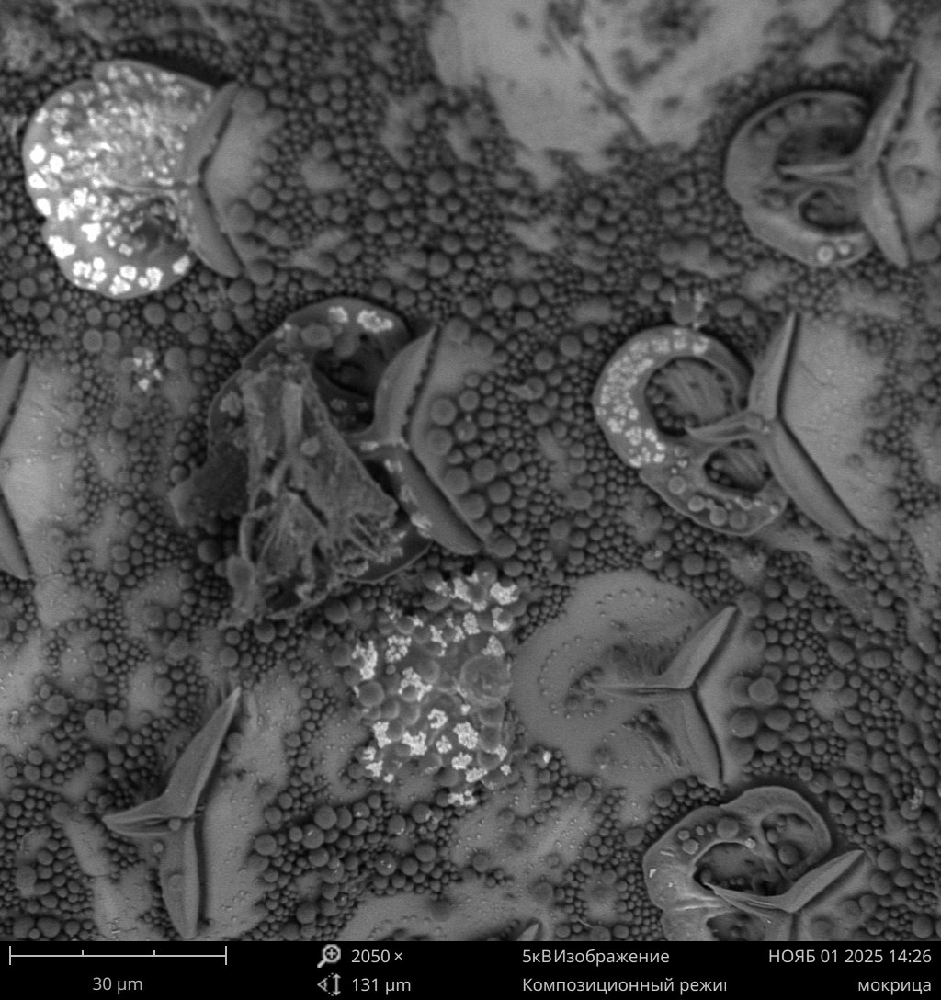 2050 × 5кВИзображение НОЯБ 01 2025 14:26
30 µm 131 µm Композиционный режи мокрица